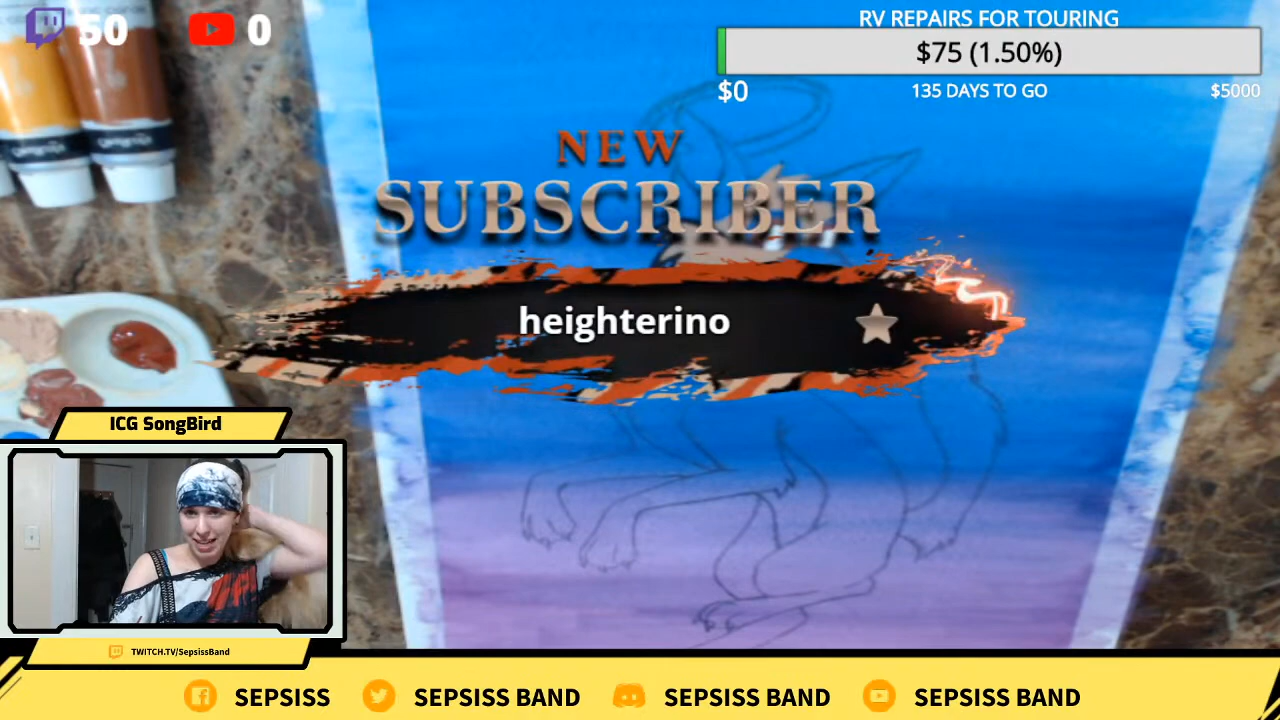 50
0
RV REPAIRS FOR TOURING
$75 (1.50%)
$0
135 DAYS TO GO
$5000
NEW
SUBSCRIBER
heighterino
ICG SongBird
TWITCH.TV/SepsissBand
SEPSISS
SEPSISS BAND
SEPSISS BAND
SEPSISS BAND